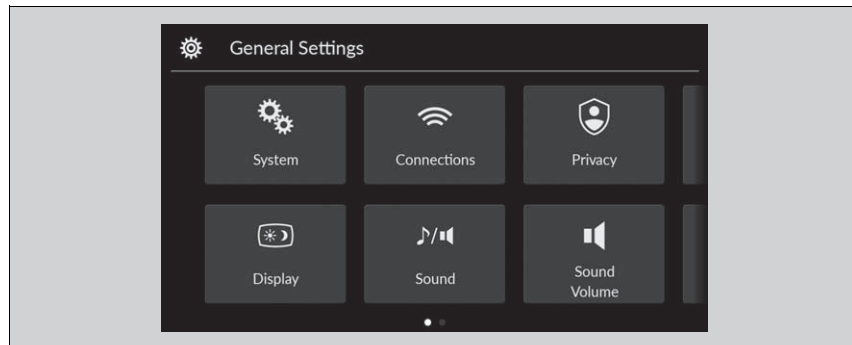 General Settings
System
Connections
Privacy
Display
Sound
Sound
Volume